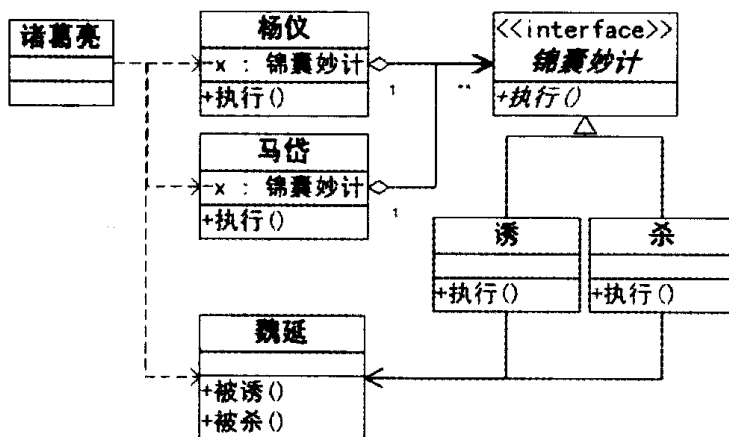 诸葛亮
杨仪
-x : 锦囊妙计
+执行()
1
**
<<interface>>
锦囊妙计
+执行()
马岱
-x : 锦囊妙计
+执行()
1
诱
+执行()
杀
+执行()
魏延
+被诱()
+被杀()